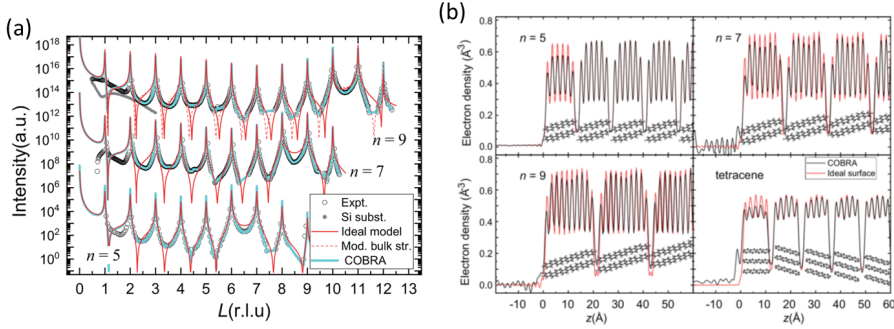 (a)
Intensity(a.u.)
10^18
10^16
10^14
10^12
10^10
10^8
10^6
10^4
10^2
10^0
n = 9
n = 7
n = 5
Expt.
Si subst.
Ideal model
Mod. bulk str.
COBRA
0 1 2 3 4 5 6 7 8 9 10 11 12 13
L(r.l.u)
(b)
Electron density (Å^-3)
0.8
0.6
0.4
0.2
0.0
n = 5
n = 7
Electron density (Å^-3)
0.6
0.4
0.2
0.0
n = 9
tetracene
COBRA
Ideal surface
-10 0 10 20 30 40 50
-10 0 10 20 30 40 50 60
z(Å)
z(Å)